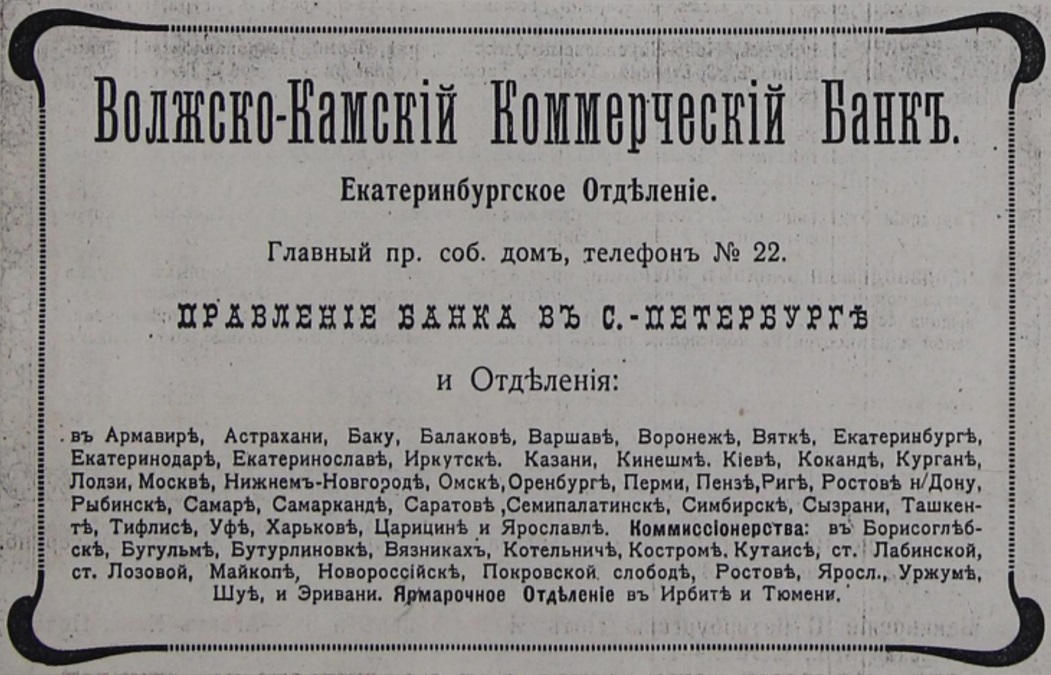 Волжско-Камскій Коммерческій Банкъ.
Екатеринбургское Отдѣленіе.
Главный пр. соб. домъ, телефонъ № 22.
ПРАВЛЕНІЕ БАНКА ВЪ С.-ПЕТЕРБУРГѢ
и Отдѣленія:
въ Армавирѣ, Астрахани, Баку, Балаковѣ, Варшавѣ, Воронежѣ, Вяткѣ, Екатеринбургѣ,
Екатеринодарѣ, Екатеринославѣ, Иркутскѣ. Казани, Кинешмѣ. Кіевѣ, Кокандѣ, Курганѣ,
Лодзи, Москвѣ, Нижнемъ-Новгородѣ, Омскѣ, Оренбургѣ, Перми, Пензѣ, Ригѣ, Ростовѣ н/Дону,
Рыбинскѣ, Самарѣ, Самаркандѣ, Саратовѣ ,Семипалатинскѣ, Симбирскѣ, Сызрани, Ташкен-
тѣ, Тифлисѣ, Уфѣ, Харьковѣ, Царицинѣ и Ярославлѣ. Коммиссіонерства: въ Борисоглѣб-
скѣ, Бугульмѣ, Бутурлиновкѣ, Вязникахъ, Котельничѣ, Костромѣ. Кутаисѣ, ст. Лабинской,
ст. Лозовой, Майкопѣ, Новороссійскѣ, Покровской слободѣ, Ростовѣ, Яросл., Уржумѣ,
Шуѣ, и Эривани. Ярмарочное Отдѣленіе въ Ирбитѣ и Тюмени.